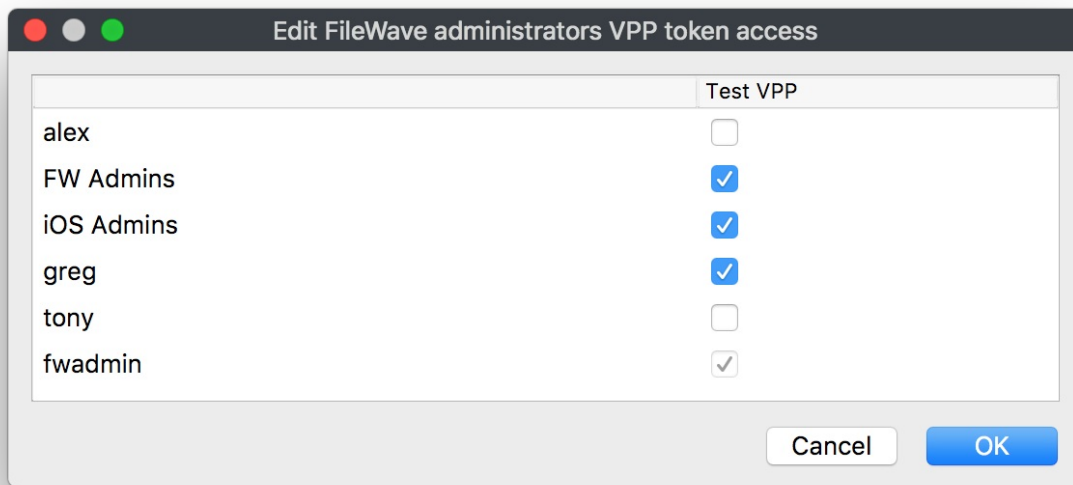 Edit FileWave administrators VPP token access
Test VPP
alex
FW Admins
iOS Admins
greg
tony
fwadmin
Cancel OK